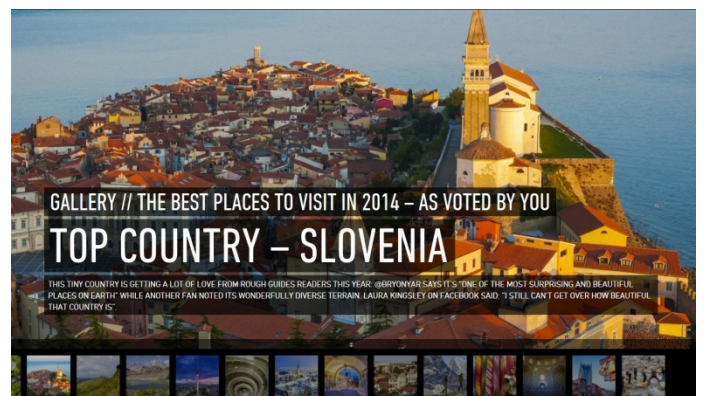 GALLERY // THE BEST PLACES TO VISIT IN 2014 – AS VOTED BY YOU
TOP COUNTRY – SLOVENIA
THIS TINY COUNTRY IS GETTING A LOT OF LOVE FROM ROUGH GUIDES READERS THIS YEAR: @BRYONYAR SAYS IT'S "ONE OF THE MOST SURPRISING AND BEAUTIFUL
PLACES ON EARTH" WHILE ANOTHER FAN NOTED ITS WONDERFULLY DIVERSE TERRAIN. LAURA KINGSLEY ON FACEBOOK SAID: "I STILL CAN'T GET OVER HOW BEAUTIFUL
THAT COUNTRY IS".